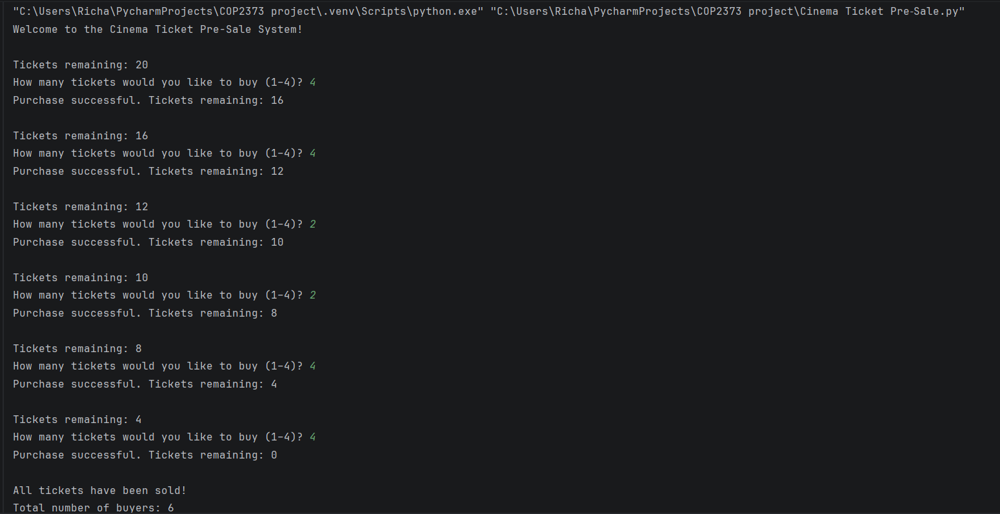 "C:\Users\Richa\PycharmProjects\COP2373 project\.venv\Scripts\python.exe" "C:\Users\Richa\PycharmProjects\COP2373 project\Cinema Ticket Pre-Sale.py"
Welcome to the Cinema Ticket Pre-Sale System!
Tickets remaining: 20
How many tickets would you like to buy (1-4)? 4
Purchase successful. Tickets remaining: 16
Tickets remaining: 16
How many tickets would you like to buy (1-4)? 4
Purchase successful. Tickets remaining: 12
Tickets remaining: 12
How many tickets would you like to buy (1-4)? 2
Purchase successful. Tickets remaining: 10
Tickets remaining: 10
How many tickets would you like to buy (1-4)? 2
Purchase successful. Tickets remaining: 8
Tickets remaining: 8
How many tickets would you like to buy (1-4)? 4
Purchase successful. Tickets remaining: 4
Tickets remaining: 4
How many tickets would you like to buy (1-4)? 4
Purchase successful. Tickets remaining: 0
All tickets have been sold!
Total number of buyers: 6